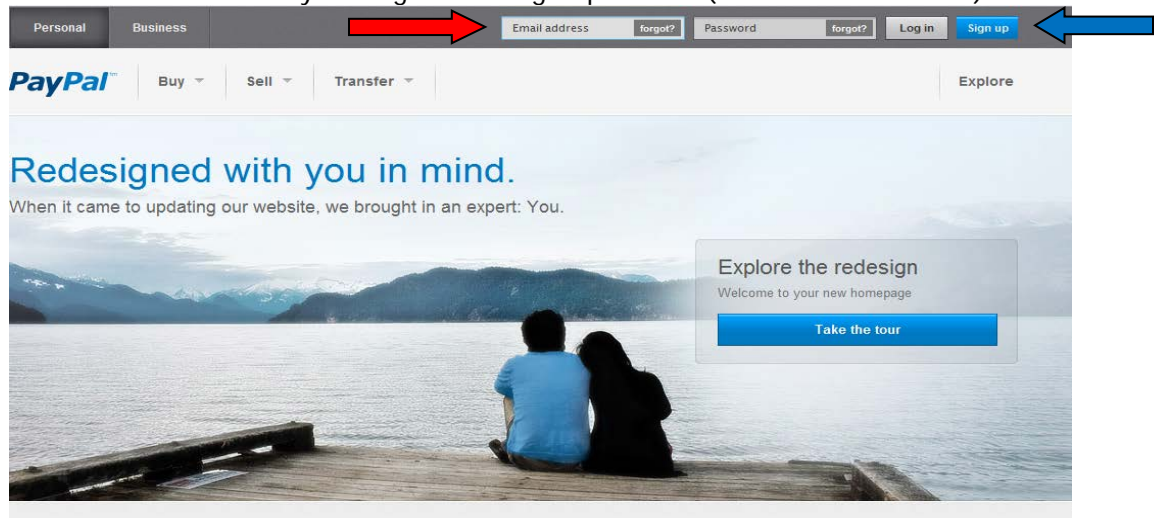 Personal Business Email address forgot? Password forgot? Log in Sign up
PayPal™ Buy Sell Transfer Explore
Redesigned with you in mind.
When it came to updating our website, we brought in an expert: You.
Explore the redesign
Welcome to your new homepage
Take the tour